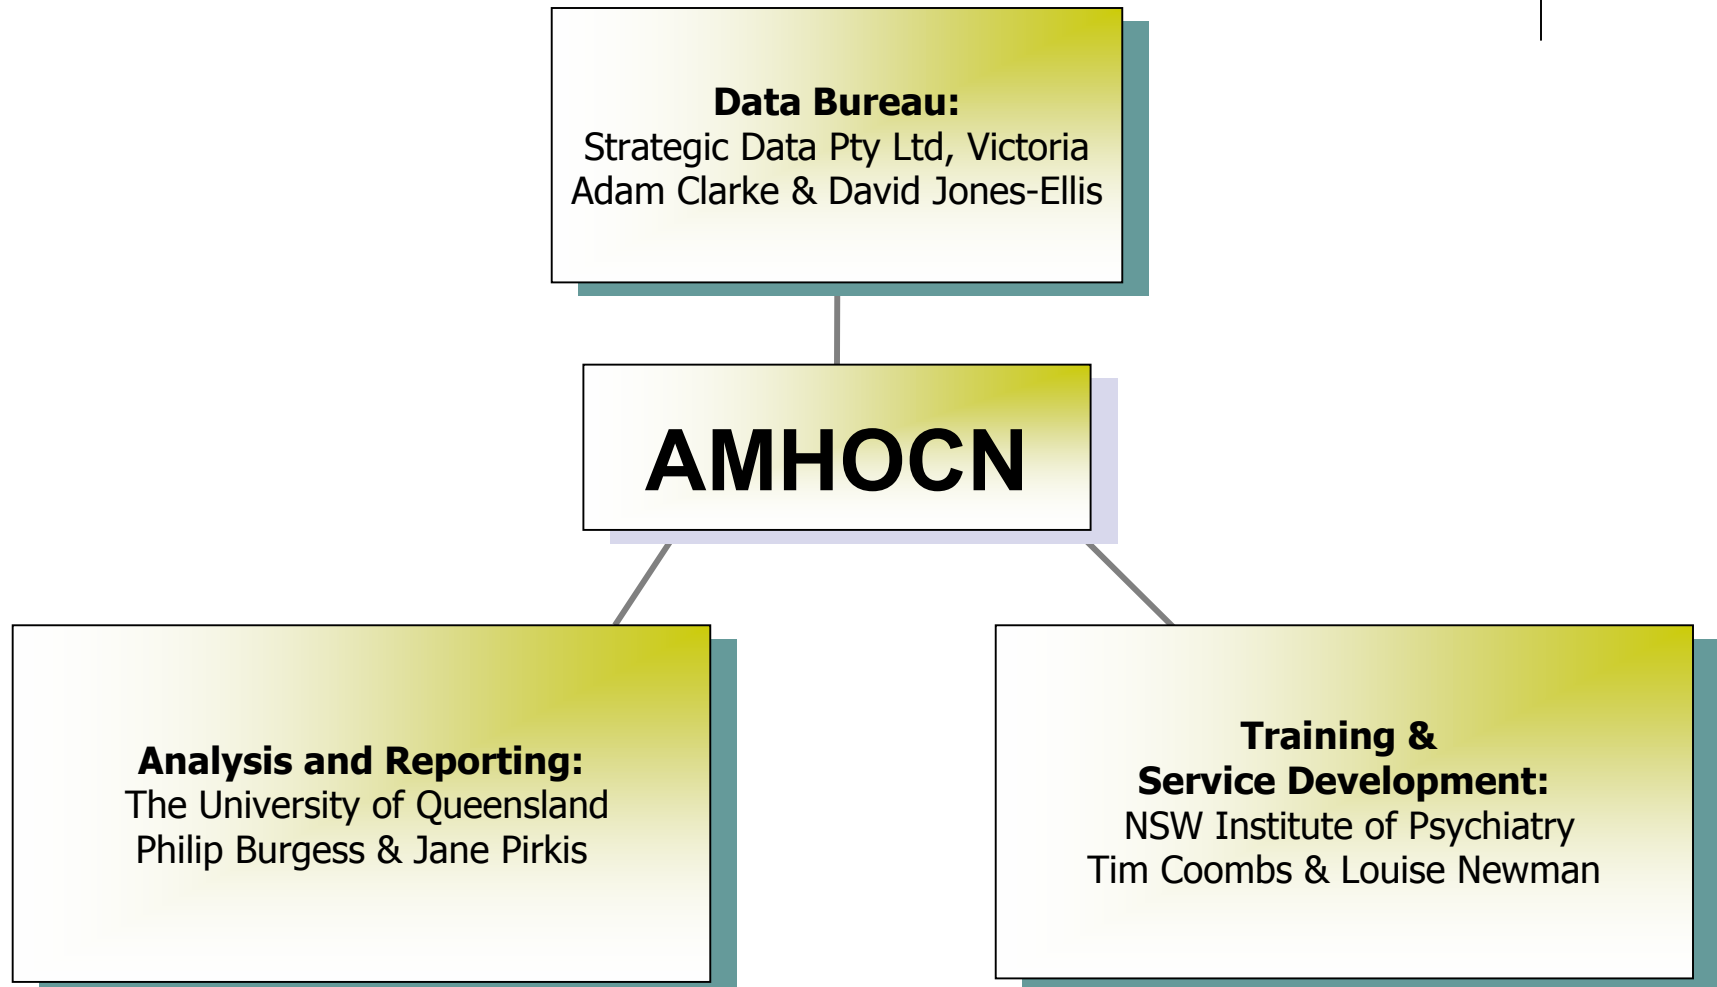 Data Bureau:
Strategic Data Pty Ltd, Victoria
Adam Clarke & David Jones-Ellis
AMHOCN
Analysis and Reporting:
The University of Queensland
Philip Burgess & Jane Pirkis
Training &
Service Development:
NSW Institute of Psychiatry
Tim Coombs & Louise Newman